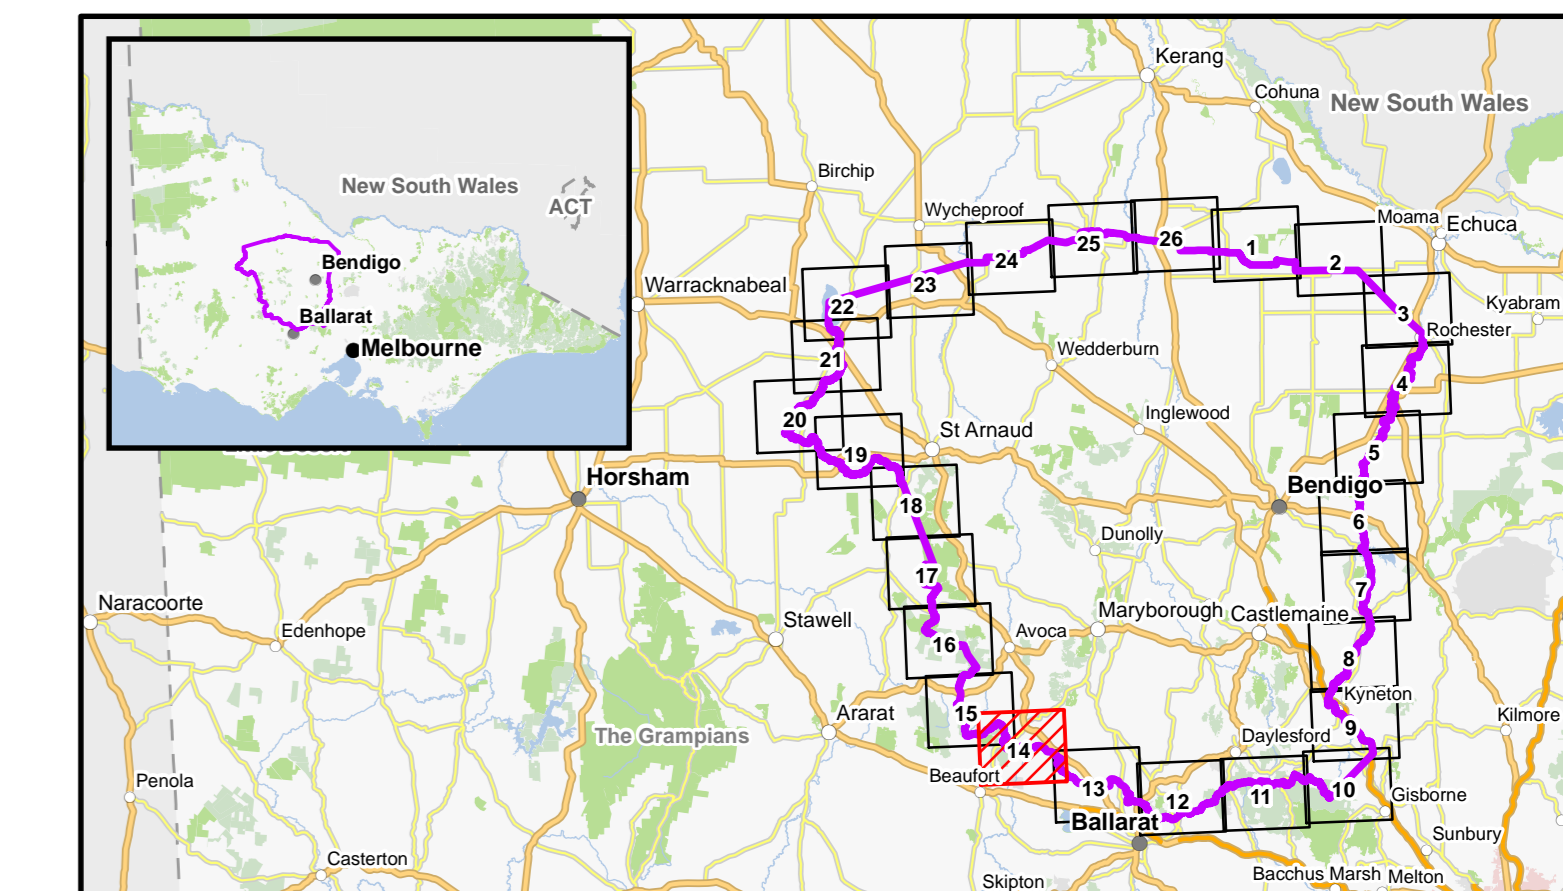 Kerang
Cohuna
New South Wales
New South Wales
ACT
Birchip
Wycheproof
Moama
Echuca
Bendigo
Ballarat
Melbourne
Warracknabeal
Kyabram
Rochester
Wedderburn
Inglewood
St Arnaud
Horsham
Bendigo
Dunolly
Naracoorte
Edenhope
Stawell
Avoca
Maryborough
Castlemaine
Kyneton
Ararat
The Grampians
Kilmore
Daylesford
Beaufort
Penola
Gisborne
Ballarat
Sunbury
Casterton
Skipton
Bacchus Marsh
Melton
1
2
3
4
5
6
7
8
9
10
11
12
13
14
15
16
17
18
19
20
21
22
23
24
25
26